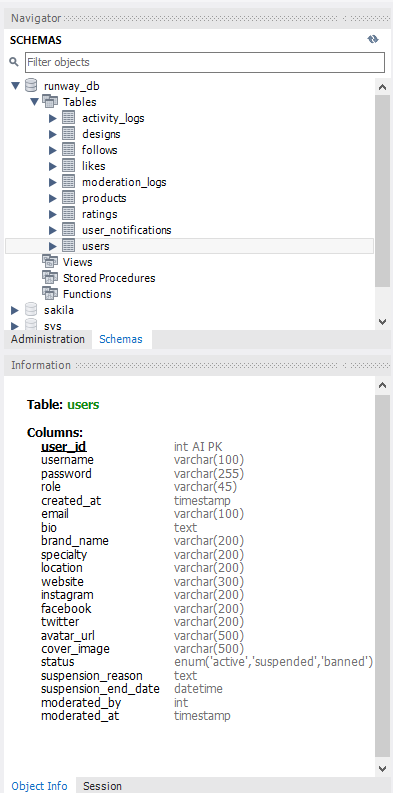 Navigator
SCHEMAS
Filter objects
runway_db
Tables
activity_logs
designs
follows
likes
moderation_logs
products
ratings
user_notifications
users
Views
Stored Procedures
Functions
sakila
sys
Administration Schemas
Information
Table: users
Columns:
user_id int AI PK
username varchar(100)
password varchar(255)
role varchar(45)
created_at timestamp
email varchar(100)
bio text
brand_name varchar(200)
specialty varchar(200)
location varchar(200)
website varchar(300)
instagram varchar(200)
facebook varchar(200)
twitter varchar(200)
avatar_url varchar(500)
cover_image varchar(500)
status enum('active','suspended','banned')
suspension_reason text
suspension_end_date datetime
moderated_by int
moderated_at timestamp
Object Info Session